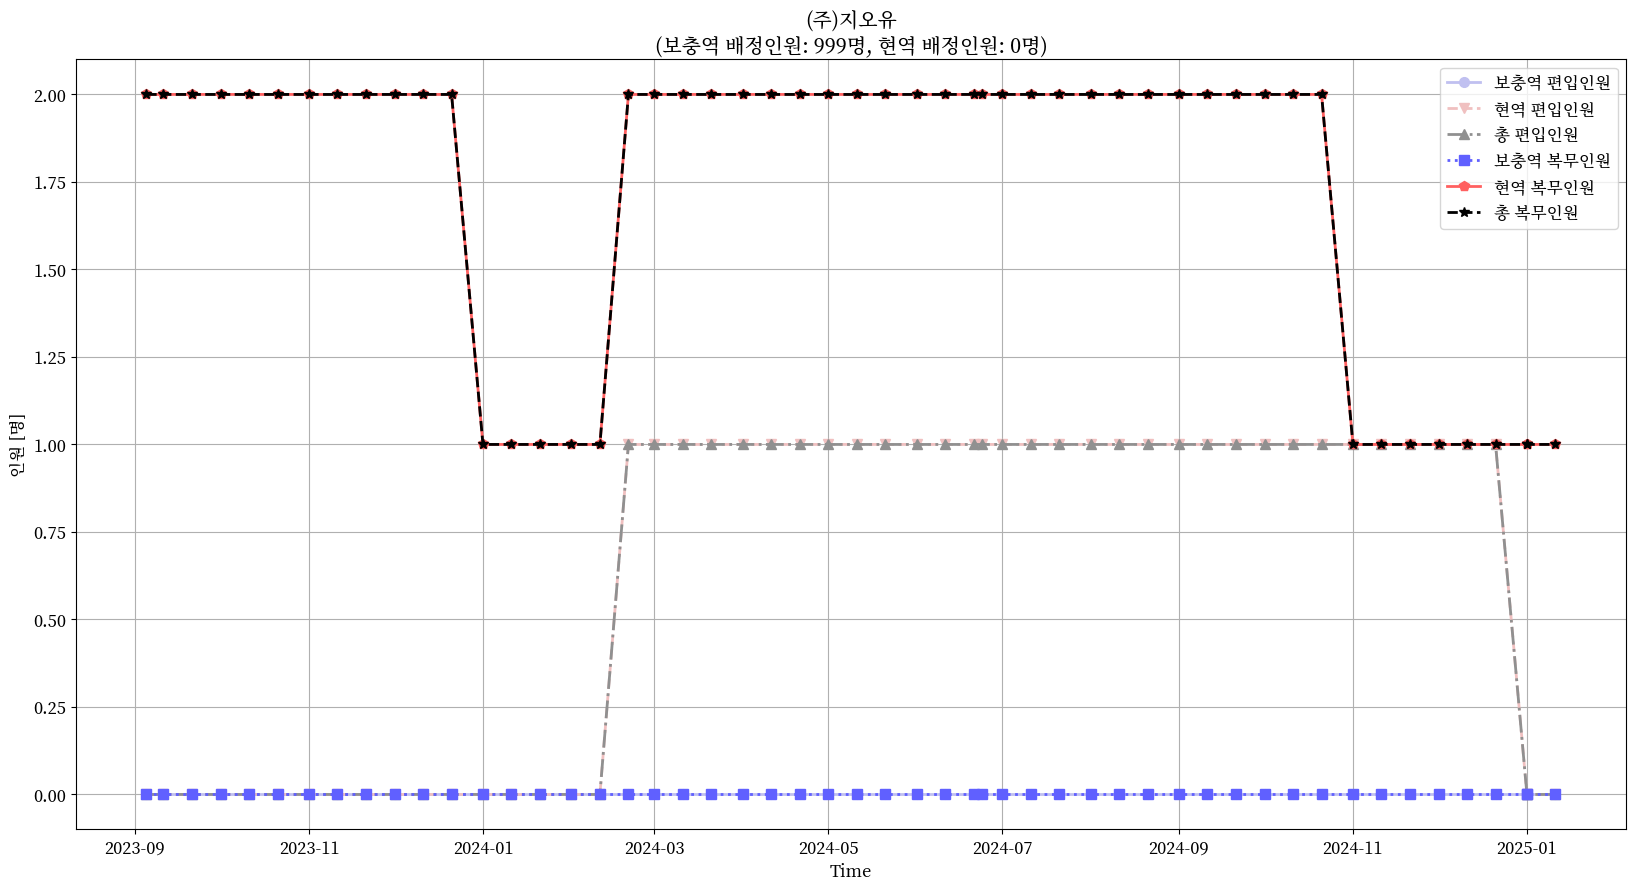 (주)지오유
(보충역 배정인원: 999명, 현역 배정인원: 0명)
보충역 편입인원
현역 편입인원
총 편입인원
보충역 복무인원
현역 복무인원
총 복무인원
인원 [명]
2.00
1.75
1.50
1.25
1.00
0.75
0.50
0.25
0.00
2023-09 2023-11 2024-01 2024-03 2024-05 2024-07 2024-09 2024-11 2025-01
Time